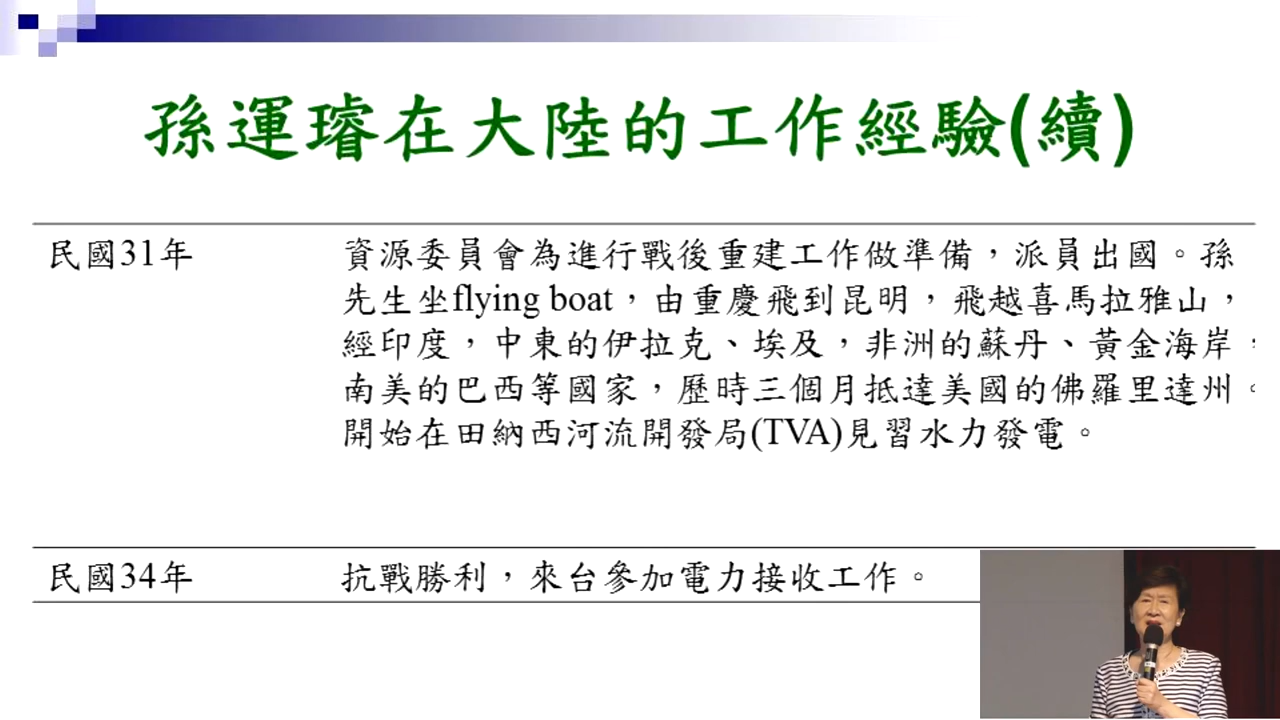 孫運璿在大陸的工作經驗(續)
民國31年
資源委員會為進行戰後重建工作做準備，派員出國。孫
先生坐flying boat，由重慶飛到昆明，飛越喜馬拉雅山，
經印度，中東的伊拉克、埃及，非洲的蘇丹、黃金海岸，
南美的巴西等國家，歷時三個月抵達美國的佛羅里達州。
開始在田納西河流開發局(TVA)見習水力發電。
民國34年
抗戰勝利，來台參加電力接收工作。